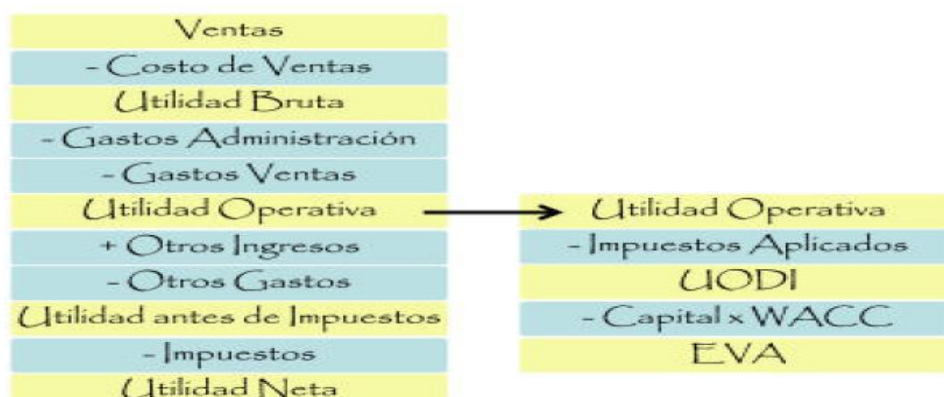 Ventas
- Costo de Ventas
Utilidad Bruta
- Gastos Administración
- Gastos Ventas
Utilidad Operativa
+ Otros Ingresos
- Otros Gastos
Utilidad antes de Impuestos
- Impuestos
Utilidad Neta
Utilidad Operativa
- Impuestos Aplicados
UODI
- Capital x WACC
EVA